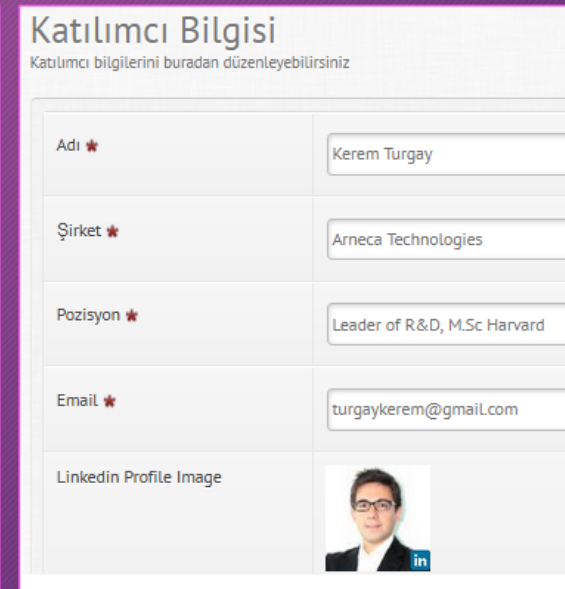 Katılımcı Bilgisi
Katılımcı bilgilerini buradan düzenleyebilirsiniz
Adı *
Kerem Turgay
Şirket *
Arneca Technologies
Pozisyon *
Leader of R&D, M.Sc Harvard
Email *
turgaykerem@gmail.com
Linkedin Profile Image
in